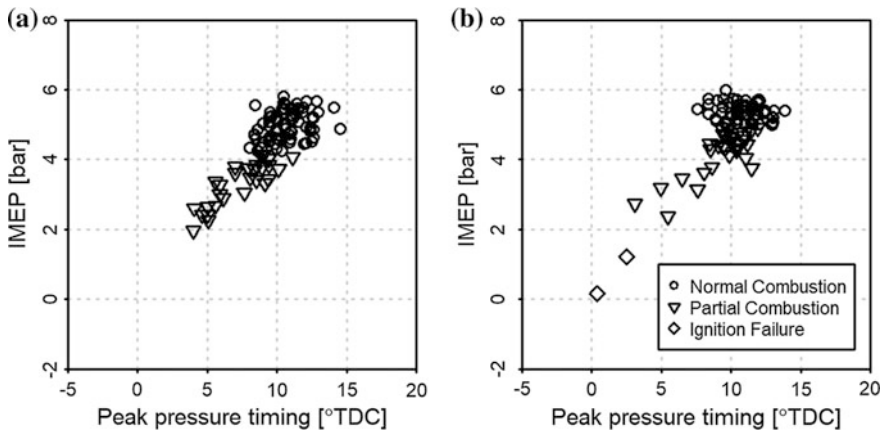 (a)
8
6
4
2
0
-2
IMEP [bar]
-5 0 5 10 15 20
Peak pressure timing [°TDC]
(b)
8
6
4
2
0
-2
IMEP [bar]
Normal Combustion
Partial Combustion
Ignition Failure
-5 0 5 10 15 20
Peak pressure timing [°TDC]